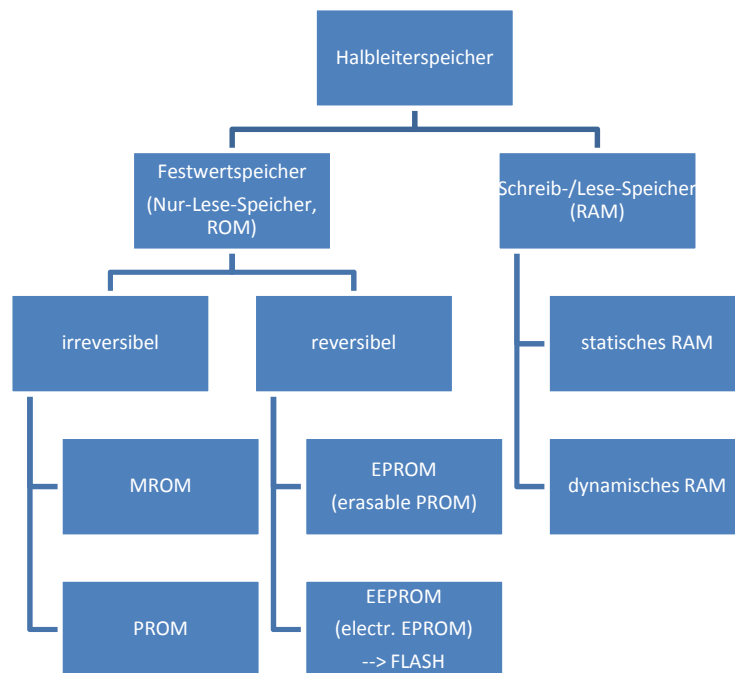 Halbleiterspeicher
Festwertspeicher
(Nur-Lese-Speicher,
ROM)
Schreib-/Lese-Speicher
(RAM)
irreversibel
reversibel
statisches RAM
MROM
EPROM
(erasable PROM)
dynamisches RAM
PROM
EEPROM
(electr. EPROM)
--> FLASH